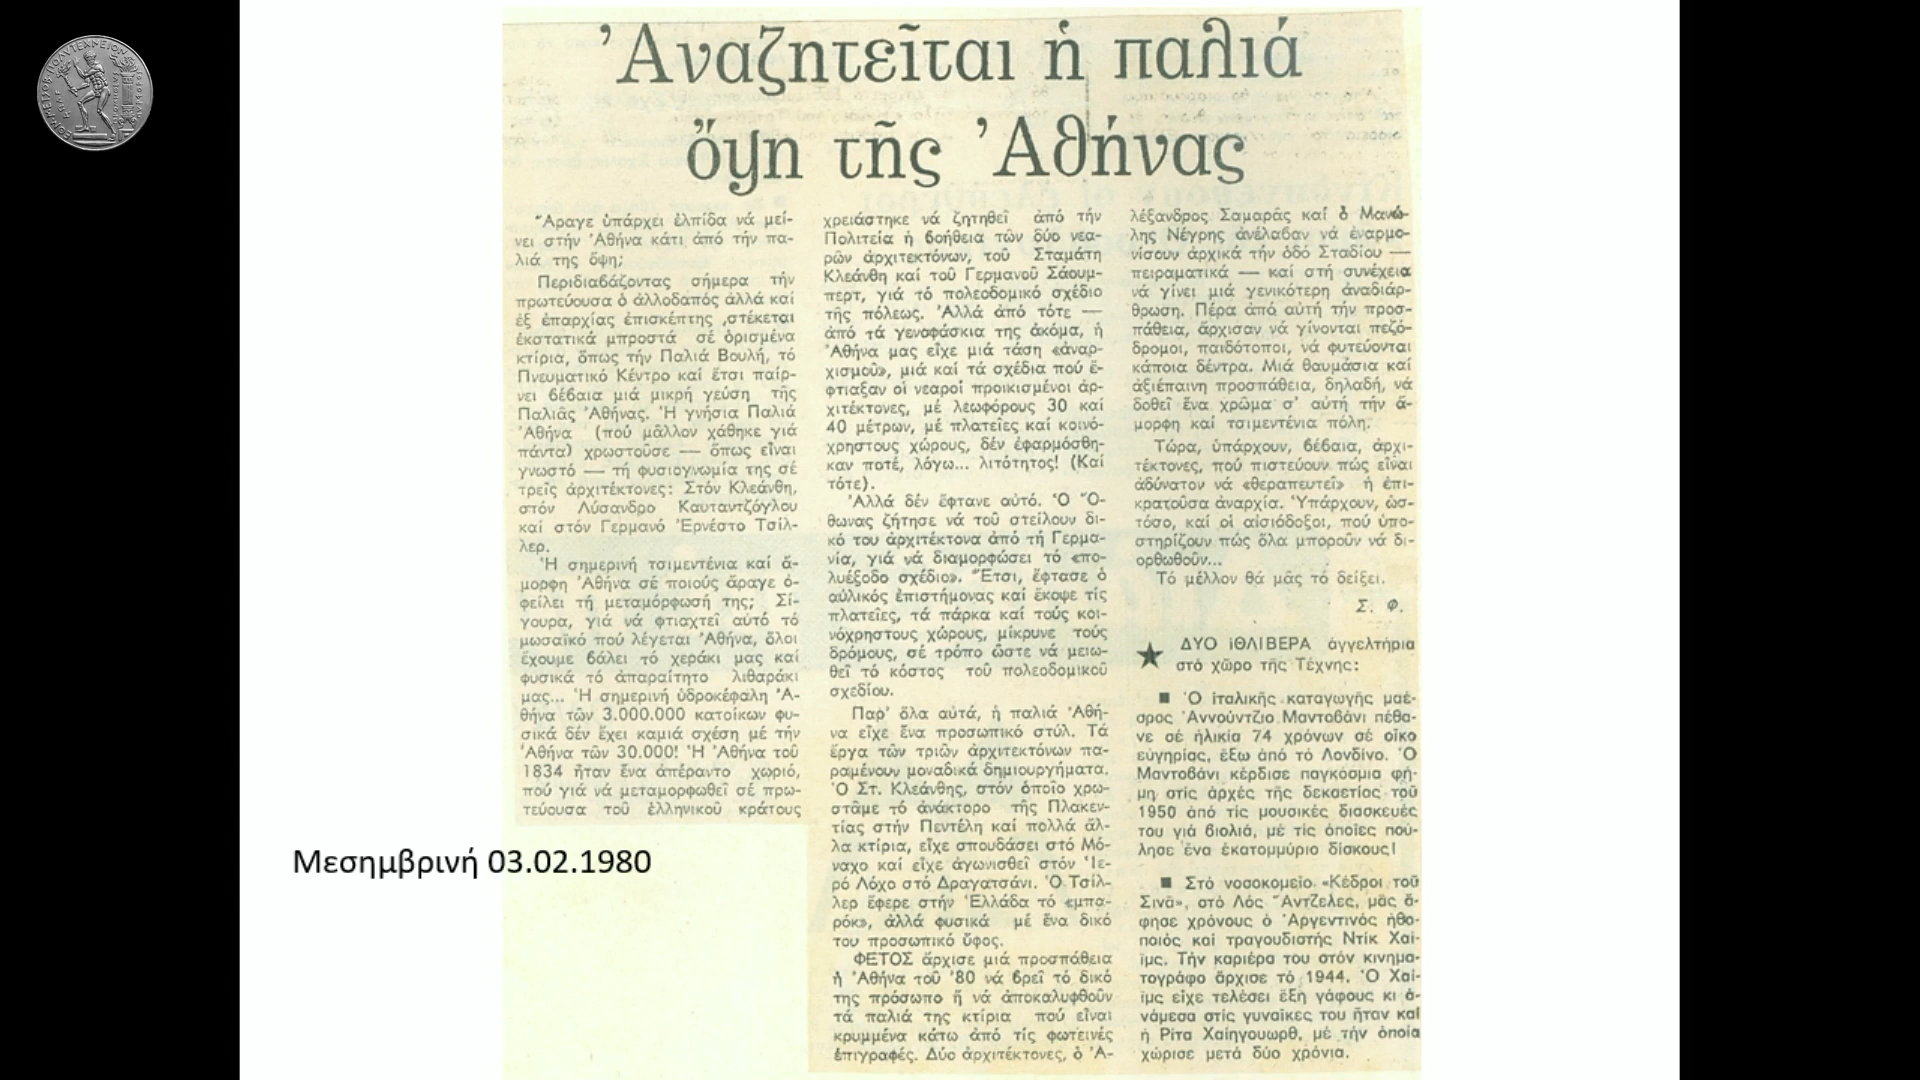 Ἀναζητεῖται ἡ παλιά
ὄψη τῆς Ἀθήνας
Ἄραγε ὑπάρχει ἐλπίδα νά μεί-
νει στήν Ἀθήνα κάτι ἀπό τήν πα-
λιά της ὄψη;
Περιδιαβάζοντας σήμερα τήν
πρωτεύουσα ὁ ἀλλοδαπός ἀλλά καί
ἐξ ἐπαρχίας ἐπισκέπτης ,στέκεται
ἐκστατικά μπροστά σέ ὁρισμένα
κτίρια, ὅπως τήν Παλιά Βουλή, τό
Πνευματικό Κέντρο καί ἔτσι παίρ-
νει βέβαια μιά μικρή γεύση τῆς
Παλιᾶς Ἀθήνας. Ἡ γνήσια Παλιά
Ἀθήνα (πού μᾶλλον χάθηκε γιά
πάντα) χρωστοῦσε — ὅπως εἶναι
γνωστό — τή φυσιογνωμία της σέ
τρεῖς ἀρχιτέκτονες: Στόν Κλεάνθη,
στόν Λύσανδρο Καυταντζόγλου
καί στόν Γερμανό Ἐρνέστο Τσίλ-
λερ.
Ἡ σημερινή τσιμεντένια καί ἄ-
μορφη Ἀθήνα σέ ποιούς ἄραγε ὀ-
φείλει τή μεταμόρφωσή της; Σί-
γουρα, γιά νά φτιαχτεῖ αὐτό τό
μωσαϊκό πού λέγεται Ἀθήνα, ὅλοι
ἔχουμε βάλει τό χεράκι μας καί
φυσικά τό ἀπαραίτητο λιθαράκι
μας... Ἡ σημερινή ὑδροκέφαλη Ἀ-
θήνα τῶν 3.000.000 κατοίκων φυ-
σικά δέν ἔχει καμιά σχέση μέ τήν
Ἀθήνα τῶν 30.000! Ἡ Ἀθήνα τοῦ
1834 ἦταν ἕνα ἀπέραντο χωριό,
πού γιά νά μεταμορφωθεῖ σέ πρω-
τεύουσα τοῦ ἑλληνικοῦ κράτους
χρειάστηκε νά ζητηθεῖ ἀπό τήν
Πολιτεία ἡ βοήθεια τῶν δύο νεα-
ρῶν ἀρχιτεκτόνων, τοῦ Σταμάτη
Κλεάνθη καί τοῦ Γερμανοῦ Σάουμ-
περτ, γιά τό πολεοδομικό σχέδιο
τῆς πόλεως. Ἀλλά ἀπό τότε —
ἀπό τά γενοφάσκια της ἀκόμα, ἡ
Ἀθήνα μας εἶχε μιά τάση «ἀναρ-
χισμοῦ», μιά καί τά σχέδια πού ἔ-
φτιαξαν οἱ νεαροί προικισμένοι ἀρ-
χιτέκτονες, μέ λεωφόρους 30 καί
40 μέτρων, μέ πλατεῖες καί κοινό-
χρηστους χώρους, δέν ἐφαρμόσθη-
καν ποτέ, λόγω... λιτότητος! (Καί
τότε).
Ἀλλά δέν ἔφτανε αὐτό. Ὁ Ὄ-
θωνας ζήτησε νά τοῦ στείλουν δι-
κό του ἀρχιτέκτονα ἀπό τή Γερμα-
νία, γιά νά διαμορφώσει τό «πο-
λυέξοδο σχέδιο». Ἔτσι, ἔφτασε ὁ
αὐλικός ἐπιστήμονας καί ἔκοψε τίς
πλατεῖες, τά πάρκα καί τούς κοι-
νόχρηστους χώρους, μίκρυνε τούς
δρόμους, σέ τρόπο ὥστε νά μειω-
θεῖ τό κόστος τοῦ πολεοδομικοῦ
σχεδίου.
Παρ' ὅλα αὐτά, ἡ παλιά Ἀθή-
να εἶχε ἕνα προσωπικό στύλ. Τά
ἔργα τῶν τριῶν ἀρχιτεκτόνων πα-
ραμένουν μοναδικά δημιουργήματα.
Ὁ Στ. Κλεάνθης, στόν ὁποῖο χρω-
στᾶμε τό ἀνάκτορο τῆς Πλακεν-
τίας στήν Πεντέλη καί πολλά ἄλ-
λα κτίρια, εἶχε σπουδάσει στό Μό-
ναχο καί εἶχε ἀγωνισθεῖ στόν Ἱε-
ρό Λόχο στό Δραγατσάνι. Ὁ Τσίλ-
λερ ἔφερε στήν Ἑλλάδα τό «μπα-
ρόκ», ἀλλά φυσικά μέ ἕνα δικό
του προσωπικό ὕφος.
ΦΕΤΟΣ ἄρχισε μιά προσπάθεια
ἡ Ἀθήνα τοῦ '80 νά βρεῖ τό δικό
της πρόσωπο ἤ νά ἀποκαλυφθοῦν
τά παλιά της κτίρια πού εἶναι
κρυμμένα κάτω ἀπό τίς φωτεινές
ἐπιγραφές. Δύο ἀρχιτέκτονες, ὁ Ἀ-
λέξανδρος Σαμαρᾶς καί ὁ Μανώ-
λης Νέγρης ἀνέλαβαν νά ἐναρμο-
νίσουν ἀρχικά τήν ὁδό Σταδίου —
πειραματικά — καί στή συνέχεια
νά γίνει μιά γενικότερη ἀναδιάρ-
θρωση. Πέρα ἀπό αὐτή τήν προσ-
πάθεια, ἄρχισαν νά γίνονται πεζό-
δρομοι, παιδότοποι, νά φυτεύονται
κάποια δέντρα. Μιά θαυμάσια καί
ἀξιέπαινη προσπάθεια, δηλαδή, νά
δοθεῖ ἕνα χρῶμα σ' αὐτή τήν ἄ-
μορφη καί τσιμεντένια πόλη.
Τώρα, ὑπάρχουν, βέβαια, ἀρχι-
τέκτονες, πού πιστεύουν πώς εἶναι
ἀδύνατον νά «θεραπευτεῖ» ἡ ἐπι-
κρατοῦσα ἀναρχία. Ὑπάρχουν, ὡσ-
τόσο, καί οἱ αἰσιόδοξοι, πού ὑπο-
στηρίζουν πώς ὅλα μποροῦν νά δι-
ορθωθοῦν...
Τό μέλλον θά μᾶς τό δείξει.
Σ. Φ.
★ ΔΥΟ ἱΘΛΙΒΕΡΑ ἀγγελτήρια
στό χῶρο τῆς Τέχνης:
■ Ὁ ἰταλικῆς καταγωγῆς μαέ-
σρος Ἀννούντζιο Μαντοβάνι πέθα-
νε σέ ἡλικία 74 χρόνων σέ οἶκο
εὐγηρίας, ἔξω ἀπό τό Λονδίνο. Ὁ
Μαντοβάνι κέρδισε παγκόσμια φή-
μη στίς ἀρχές τῆς δεκαετίας τοῦ
1950 ἀπό τίς μουσικές διασκευές
του γιά βιολιά, μέ τίς ὁποῖες πού-
λησε ἕνα ἑκατομμύριο δίσκους!
■ Στό νοσοκομεῖο «Κέδροι τοῦ
Σινᾶ», στό Λός Ἄντζελες, μᾶς ἄ-
φησε χρόνους ὁ Ἀργεντινός ἠθο-
ποιός καί τραγουδιστής Ντίκ Χαί-
ϊμς. Τήν καριέρα του στόν κινημα-
τογράφο ἄρχισε τό 1944. Ὁ Χαί-
ϊμς εἶχε τελέσει ἕξη γάφους κι ἀ-
νάμεσα στίς γυναῖκες του ἦταν καί
ἡ Ρίτα Χαίηγουωρθ, μέ τήν ὁποία
χώρισε μετά δύο χρόνια.
Μεσημβρινή 03.02.1980